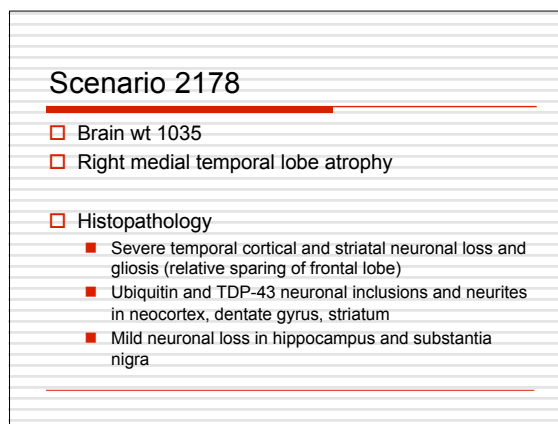 Scenario 2178
Brain wt 1035
Right medial temporal lobe atrophy
Histopathology
Severe temporal cortical and striatal neuronal loss and
gliosis (relative sparing of frontal lobe)
Ubiquitin and TDP-43 neuronal inclusions and neurites
in neocortex, dentate gyrus, striatum
Mild neuronal loss in hippocampus and substantia
nigra